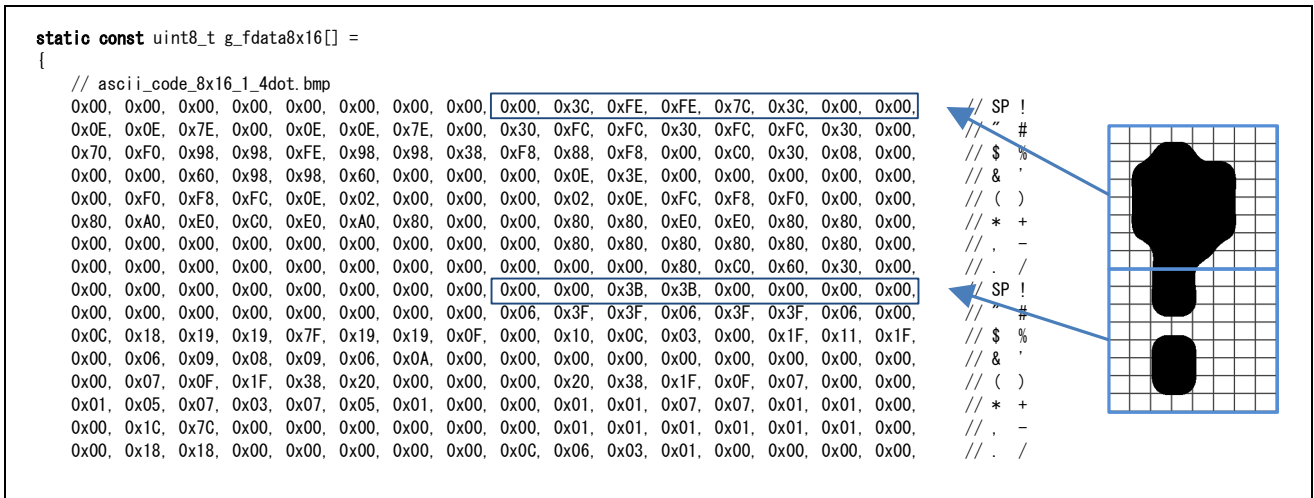 static const uint8_t g_fdata8x16[] =
{
// ascii_code_8x16_1_4dot.bmp
0x00, 0x00, 0x00, 0x00, 0x00, 0x00, 0x00, 0x00, 0x00, 0x3C, 0xFE, 0xFE, 0x7C, 0x3C, 0x00, 0x00, // SP !
0x0E, 0x0E, 0x7E, 0x00, 0x0E, 0x0E, 0x7E, 0x00, 0x30, 0xFC, 0xFC, 0x30, 0xFC, 0xFC, 0x30, 0x00, // " #
0x70, 0xF0, 0x98, 0x98, 0xFE, 0x98, 0x98, 0x38, 0xF8, 0x88, 0xF8, 0x00, 0xC0, 0x30, 0x08, 0x00, // $ %
0x00, 0x00, 0x60, 0x98, 0x98, 0x60, 0x00, 0x00, 0x00, 0x0E, 0x3E, 0x00, 0x00, 0x00, 0x00, 0x00, // & '
0x00, 0xF0, 0xF8, 0xFC, 0x0E, 0x02, 0x00, 0x00, 0x00, 0x02, 0x0E, 0xFC, 0xF8, 0xF0, 0x00, 0x00, // ( )
0x80, 0xA0, 0xE0, 0xC0, 0xE0, 0xA0, 0x80, 0x00, 0x00, 0x80, 0x80, 0xE0, 0xE0, 0x80, 0x80, 0x00, // * +
0x00, 0x00, 0x00, 0x00, 0x00, 0x00, 0x00, 0x00, 0x00, 0x80, 0x80, 0x80, 0x80, 0x80, 0x80, 0x00, // , -
0x00, 0x00, 0x00, 0x00, 0x00, 0x00, 0x00, 0x00, 0x00, 0x00, 0x00, 0x80, 0xC0, 0x60, 0x30, 0x00, // . /
0x00, 0x00, 0x00, 0x00, 0x00, 0x00, 0x00, 0x00, 0x00, 0x00, 0x3B, 0x3B, 0x00, 0x00, 0x00, 0x00, // SP !
0x00, 0x00, 0x00, 0x00, 0x00, 0x00, 0x00, 0x00, 0x06, 0x3F, 0x3F, 0x06, 0x3F, 0x3F, 0x06, 0x00, // " #
0x0C, 0x18, 0x19, 0x19, 0x7F, 0x19, 0x19, 0x0F, 0x00, 0x10, 0x0C, 0x03, 0x00, 0x1F, 0x11, 0x1F, // $ %
0x00, 0x06, 0x09, 0x08, 0x09, 0x06, 0x0A, 0x00, 0x00, 0x00, 0x00, 0x00, 0x00, 0x00, 0x00, 0x00, // & '
0x00, 0x07, 0x0F, 0x1F, 0x38, 0x20, 0x00, 0x00, 0x00, 0x20, 0x38, 0x1F, 0x0F, 0x07, 0x00, 0x00, // ( )
0x01, 0x05, 0x07, 0x03, 0x07, 0x05, 0x01, 0x00, 0x00, 0x01, 0x01, 0x07, 0x07, 0x01, 0x01, 0x00, // * +
0x00, 0x1C, 0x7C, 0x00, 0x00, 0x00, 0x00, 0x00, 0x00, 0x01, 0x01, 0x01, 0x01, 0x01, 0x01, 0x00, // , -
0x00, 0x18, 0x18, 0x00, 0x00, 0x00, 0x00, 0x00, 0x0C, 0x06, 0x03, 0x01, 0x00, 0x00, 0x00, 0x00, // . /